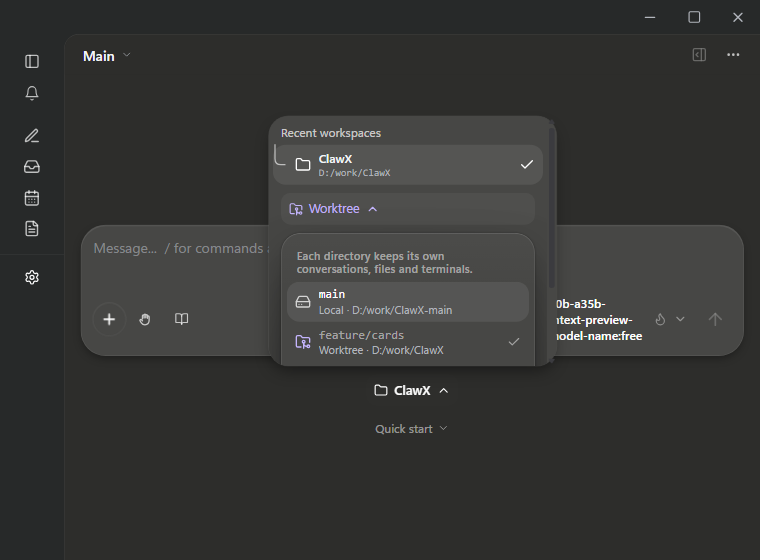 Main
Recent workspaces
ClawX
D:/work/ClawX
Worktree
Message... / for commands
Each directory keeps its own
conversations, files and terminals.
main
Local · D:/work/ClawX-main
feature/cards
Worktree · D:/work/ClawX
0b-a35b-
ntext-preview-
model-name:free
ClawX
Quick start